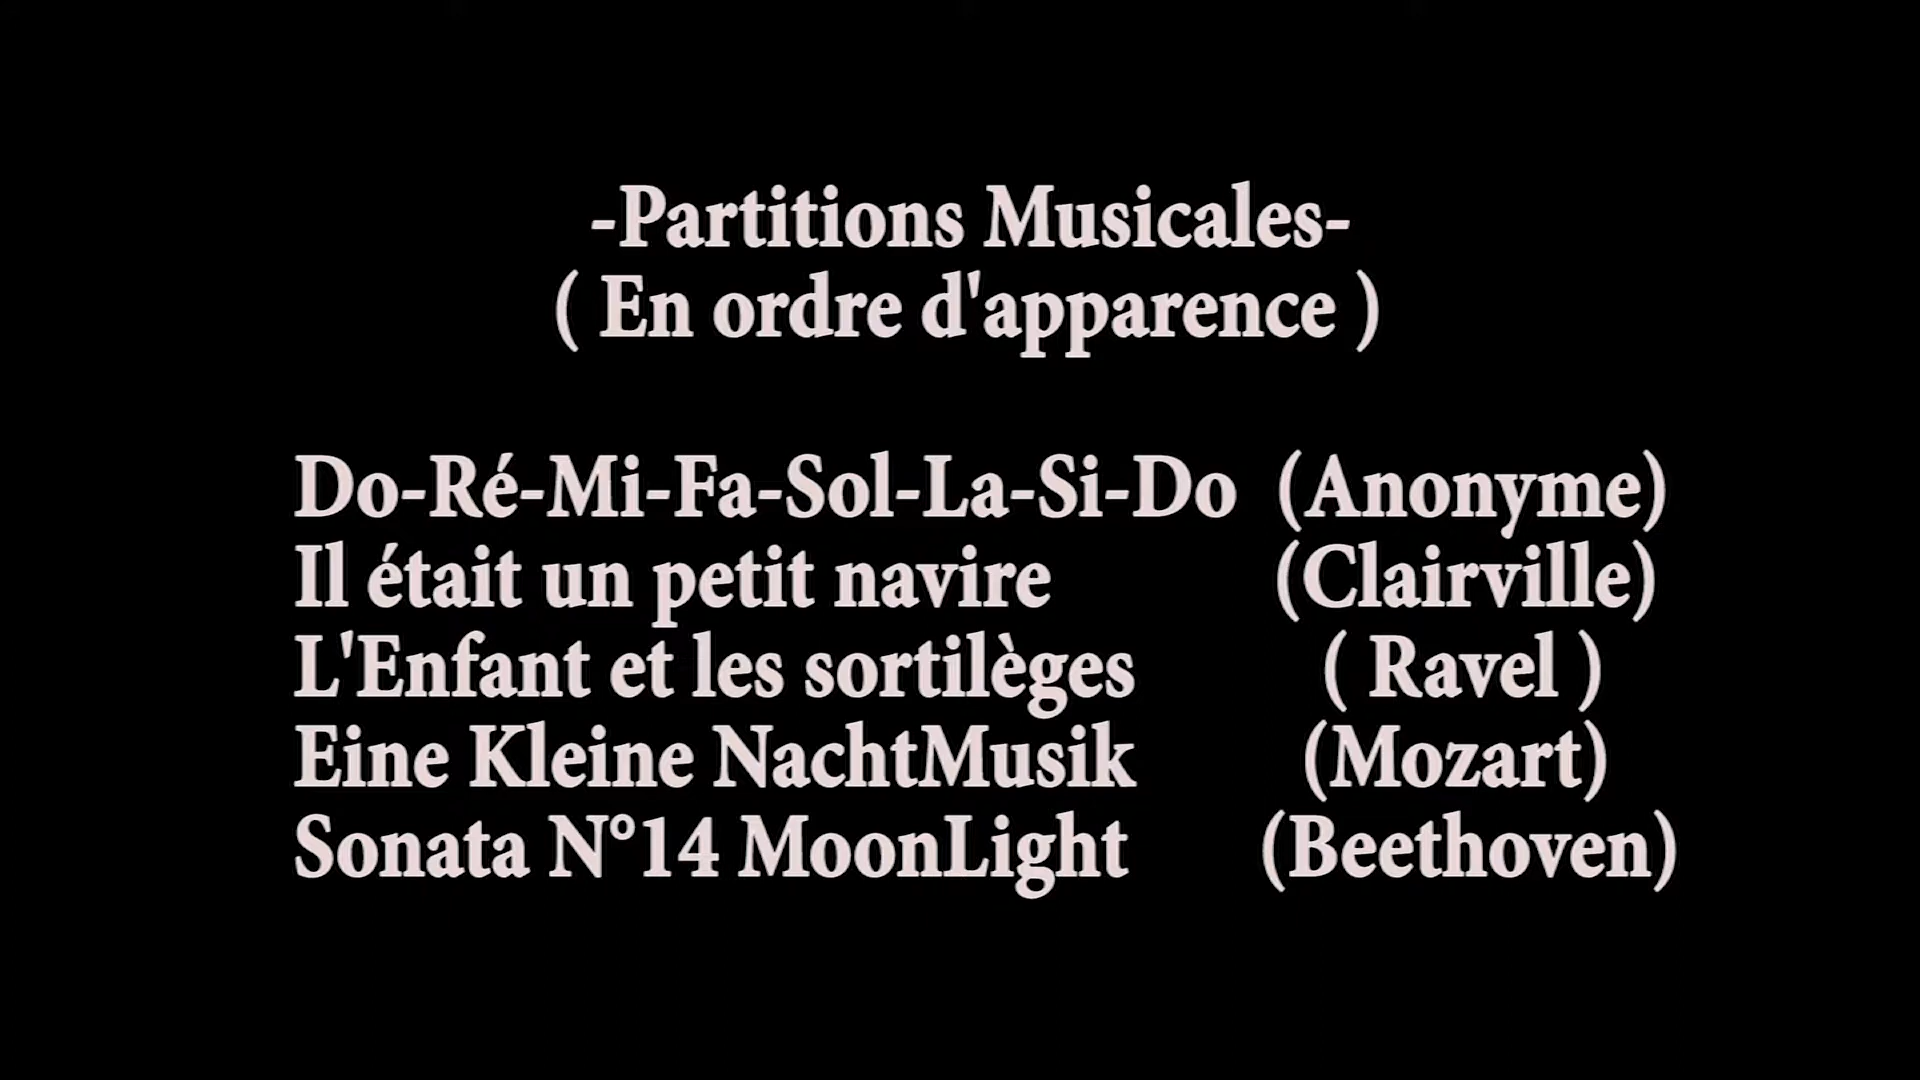 -Partitions Musicales-
( En ordre d'apparence )
Do-Ré-Mi-Fa-Sol-La-Si-Do (Anonyme)
Il était un petit navire (Clairville)
L'Enfant et les sortilèges ( Ravel )
Eine Kleine NachtMusik (Mozart)
Sonata N°14 MoonLight (Beethoven)